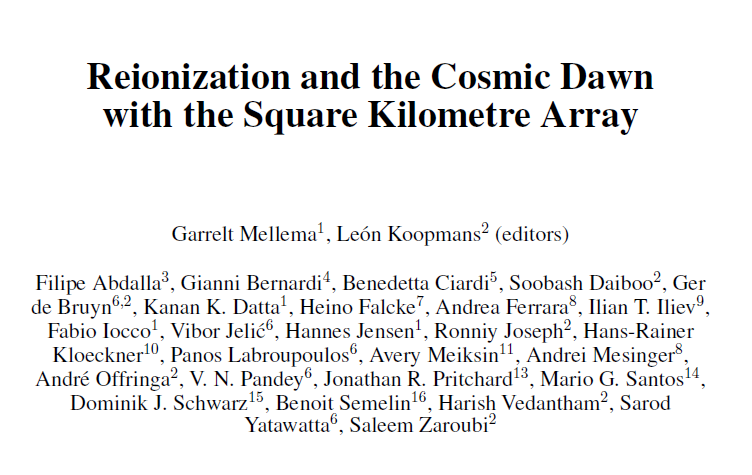 Reionization and the Cosmic Dawn
with the Square Kilometre Array
Garrelt Mellema¹, León Koopmans² (editors)
Filipe Abdalla³, Gianni Bernardi⁴, Benedetta Ciardi⁵, Soobash Daiboo², Ger
de Bruyn⁶,², Kanan K. Datta¹, Heino Falcke⁷, Andrea Ferrara⁸, Ilian T. Iliev⁹,
Fabio Iocco¹, Vibor Jelić⁶, Hannes Jensen¹, Ronniy Joseph², Hans-Rainer
Kloeckner¹⁰, Panos Labroupoulos⁶, Avery Meiksin¹¹, Andrei Mesinger⁸,
André Offringa², V. N. Pandey⁶, Jonathan R. Pritchard¹³, Mario G. Santos¹⁴,
Dominik J. Schwarz¹⁵, Benoit Semelin¹⁶, Harish Vedantham², Sarod
Yatawatta⁶, Saleem Zaroubi²